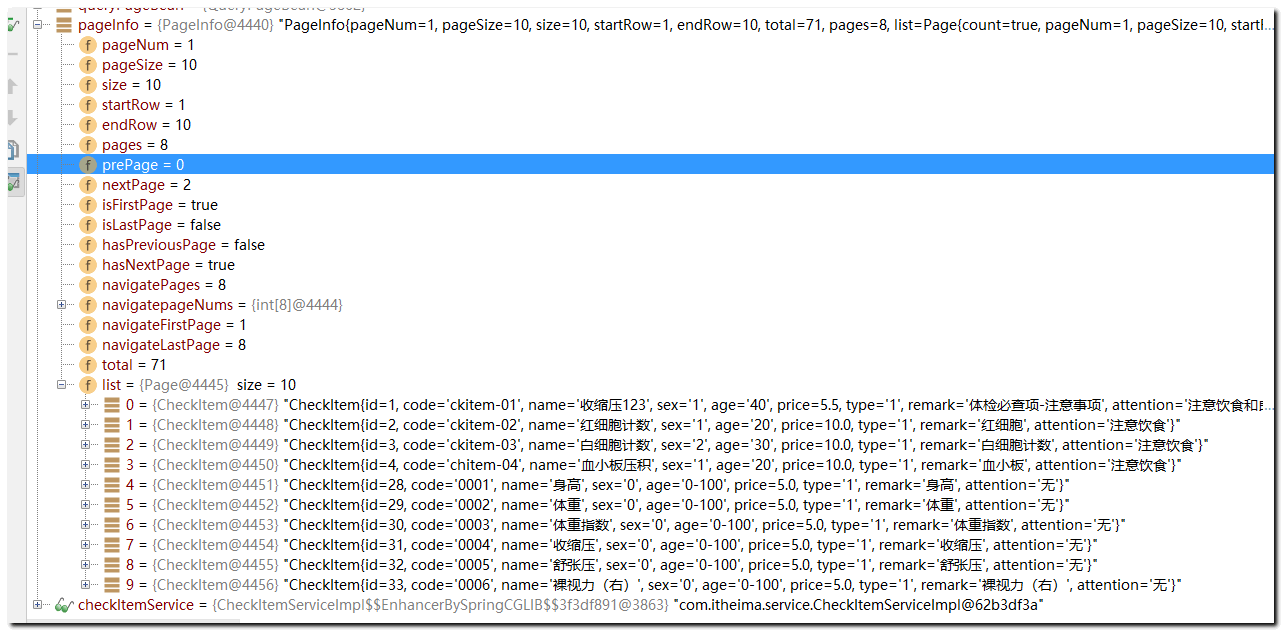 queryPageBean = {QueryPageBean@3862}
pageInfo = {PageInfo@4440} "PageInfo{pageNum=1, pageSize=10, size=10, startRow=1, endRow=10, total=71, pages=8, list=Page{count=true, pageNum=1, pageSize=10, startI...
f pageNum = 1
f pageSize = 10
f size = 10
f startRow = 1
f endRow = 10
f pages = 8
f prePage = 0
f nextPage = 2
f isFirstPage = true
f isLastPage = false
f hasPreviousPage = false
f hasNextPage = true
f navigatePages = 8
f navigatepageNums = {int[8]@4444}
f navigateFirstPage = 1
f navigateLastPage = 8
f total = 71
f list = {Page@4445} size = 10
0 = {CheckItem@4447} "CheckItem{id=1, code='ckitem-01', name='收缩压123', sex='1', age='40', price=5.5, type='1', remark='体检必查项-注意事项', attention='注意饮食和
1 = {CheckItem@4448} "CheckItem{id=2, code='ckitem-02', name='红细胞计数', sex='1', age='20', price=10.0, type='1', remark='红细胞', attention='注意饮食'}"
2 = {CheckItem@4449} "CheckItem{id=3, code='ckitem-03', name='白细胞计数', sex='2', age='30', price=10.0, type='1', remark='白细胞计数', attention='注意饮食'}"
3 = {CheckItem@4450} "CheckItem{id=4, code='chitem-04', name='血小板压积', sex='1', age='20', price=10.0, type='1', remark='血小板', attention='注意饮食'}"
4 = {CheckItem@4451} "CheckItem{id=28, code='0001', name='身高', sex='0', age='0-100', price=5.0, type='1', remark='身高', attention='无'}"
5 = {CheckItem@4452} "CheckItem{id=29, code='0002', name='体重', sex='0', age='0-100', price=5.0, type='1', remark='体重', attention='无'}"
6 = {CheckItem@4453} "CheckItem{id=30, code='0003', name='体重指数', sex='0', age='0-100', price=5.0, type='1', remark='体重指数', attention='无'}"
7 = {CheckItem@4454} "CheckItem{id=31, code='0004', name='收缩压', sex='0', age='0-100', price=5.0, type='1', remark='收缩压', attention='无'}"
8 = {CheckItem@4455} "CheckItem{id=32, code='0005', name='舒张压', sex='0', age='0-100', price=5.0, type='1', remark='舒张压', attention='无'}"
9 = {CheckItem@4456} "CheckItem{id=33, code='0006', name='裸视力（右）', sex='0', age='0-100', price=5.0, type='1', remark='裸视力（右）', attention='无'}"
checkItemService = {CheckItemServiceImpl$$EnhancerBySpringCGLIB$$3f3df891@3863} "com.itheima.service.CheckItemServiceImpl@62b3df3a"